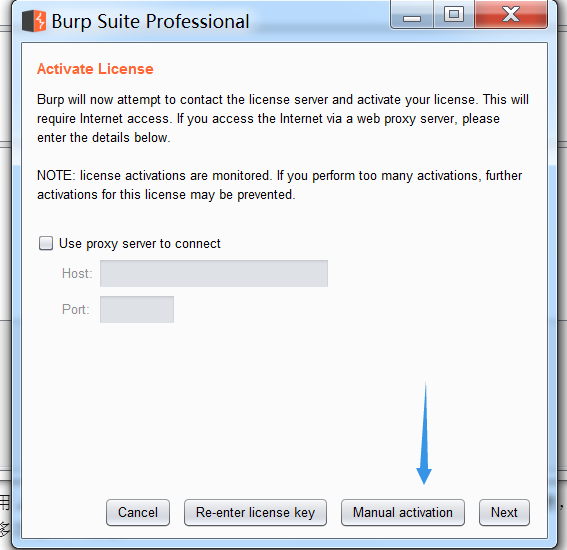 Burp Suite Professional
Activate License
Burp will now attempt to contact the license server and activate your license. This will
require Internet access. If you access the Internet via a web proxy server, please
enter the details below.
NOTE: license activations are monitored. If you perform too many activations, further
activations for this license may be prevented.
Use proxy server to connect
Host:
Port:
用
Cancel
Re-enter license key
Manual activation
Next
多